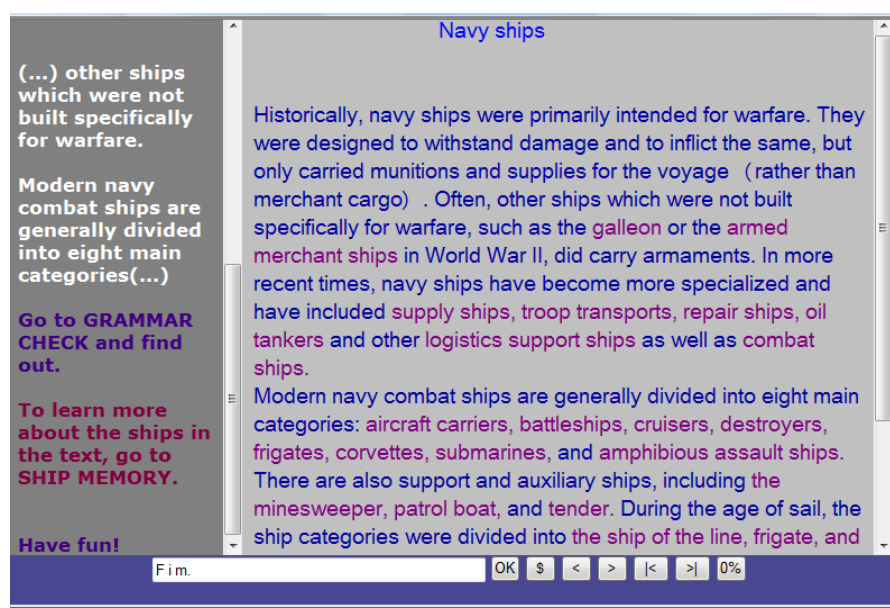 (...) other ships
which were not
built specifically
for warfare.
Modern navy
combat ships are
generally divided
into eight main
categories(...)
Go to GRAMMAR
CHECK and find
out.
To learn more
about the ships in
the text, go to
SHIP MEMORY.
Have fun!
Navy ships
Historically, navy ships were primarily intended for warfare. They
were designed to withstand damage and to inflict the same, but
only carried munitions and supplies for the voyage （rather than
merchant cargo）. Often, other ships which were not built
specifically for warfare, such as the galleon or the armed
merchant ships in World War II, did carry armaments. In more
recent times, navy ships have become more specialized and
have included supply ships, troop transports, repair ships, oil
tankers and other logistics support ships as well as combat
ships.
Modern navy combat ships are generally divided into eight main
categories: aircraft carriers, battleships, cruisers, destroyers,
frigates, corvettes, submarines, and amphibious assault ships.
There are also support and auxiliary ships, including the
minesweeper, patrol boat, and tender. During the age of sail, the
ship categories were divided into the ship of the line, frigate, and
F i m. OK $ < > |< >| 0%